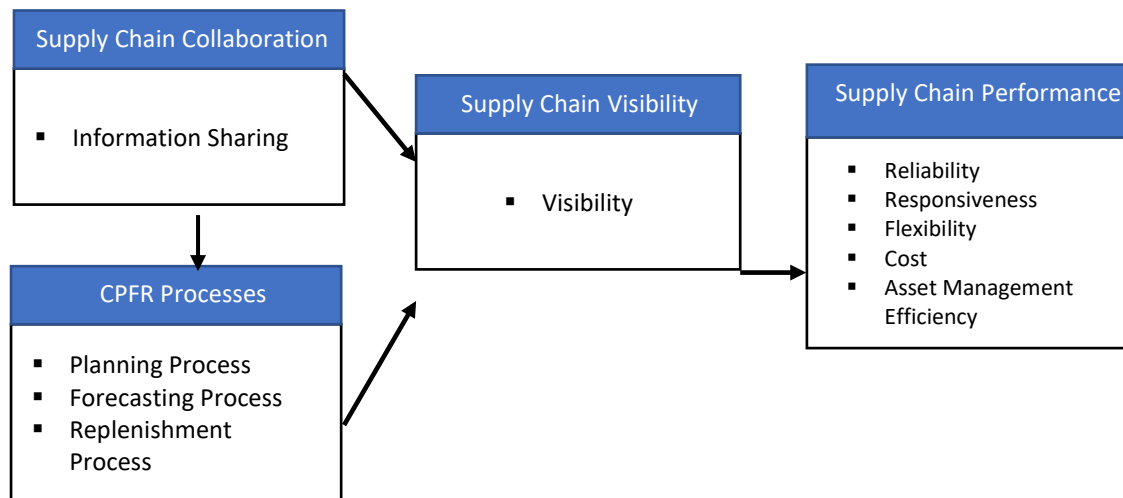 Supply Chain Collaboration
▪ Information Sharing
CPFR Processes
▪ Planning Process
▪ Forecasting Process
▪ Replenishment
Process
Supply Chain Visibility
▪ Visibility
Supply Chain Performance
▪ Reliability
▪ Responsiveness
▪ Flexibility
▪ Cost
▪ Asset Management
Efficiency